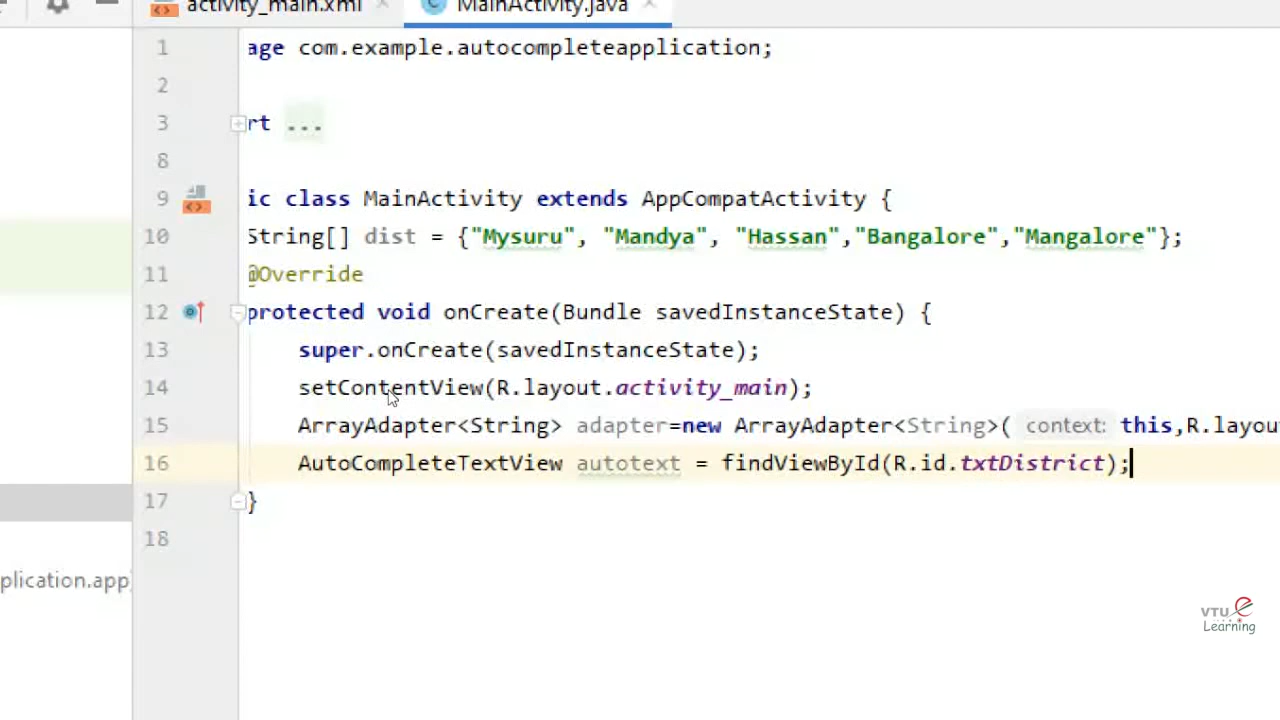 activity_main.xml MainActivity.java
1 age com.example.autocompleteapplication;
2
3 rt ...
8
9 ic class MainActivity extends AppCompatActivity {
10 String[] dist = {"Mysuru", "Mandya", "Hassan","Bangalore","Mangalore"};
11 @Override
12 protected void onCreate(Bundle savedInstanceState) {
13 super.onCreate(savedInstanceState);
14 setContentView(R.layout.activity_main);
15 ArrayAdapter<String> adapter=new ArrayAdapter<String>( context: this,R.layou
16 AutoCompleteTextView autotext = findViewById(R.id.txtDistrict);
17 }
18
plication.app
VTU e
Learning